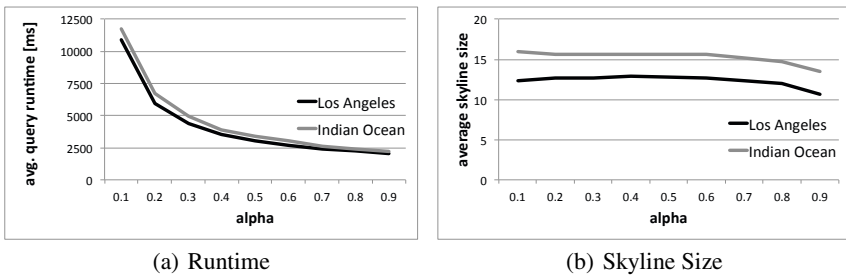 avg. query runtime [ms]
12500
10000
7500
5000
2500
0
Los Angeles
Indian Ocean
0.1 0.2 0.3 0.4 0.5 0.6 0.7 0.8 0.9
alpha
(a) Runtime
average skyline size
20
15
10
5
0
Los Angeles
Indian Ocean
0.1 0.2 0.3 0.4 0.5 0.6 0.7 0.8 0.9
alpha
(b) Skyline Size